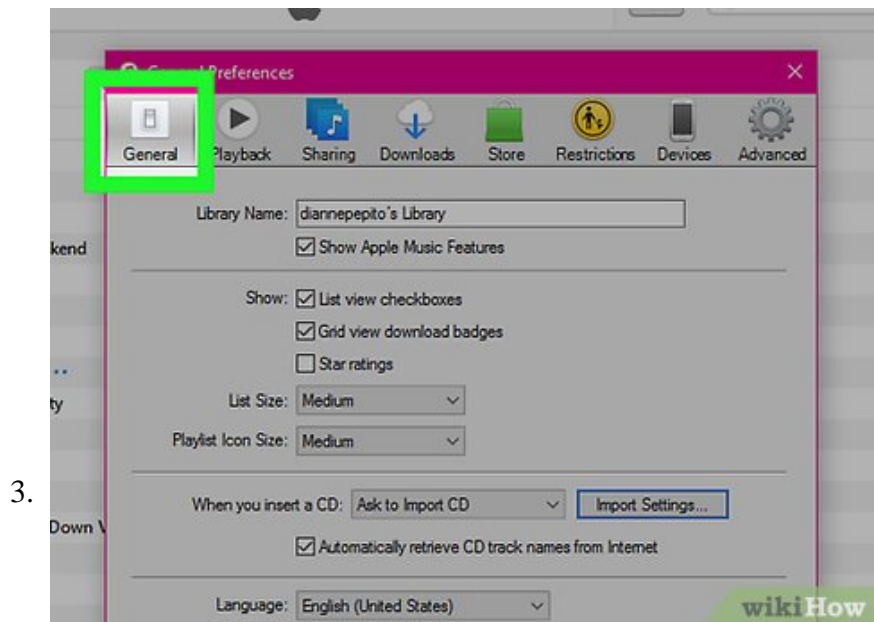 General Preferences
General Playback Sharing Downloads Store Restrictions Devices Advanced
Library Name: diannepepito's Library
kend
Show Apple Music Features
Show: List view checkboxes
Grid view download badges
..
Star ratings
ty
List Size: Medium
Playlist Icon Size: Medium
3.
When you insert a CD: Ask to Import CD Import Settings...
Down
Automatically retrieve CD track names from Internet
Language: English (United States)
wikiHow